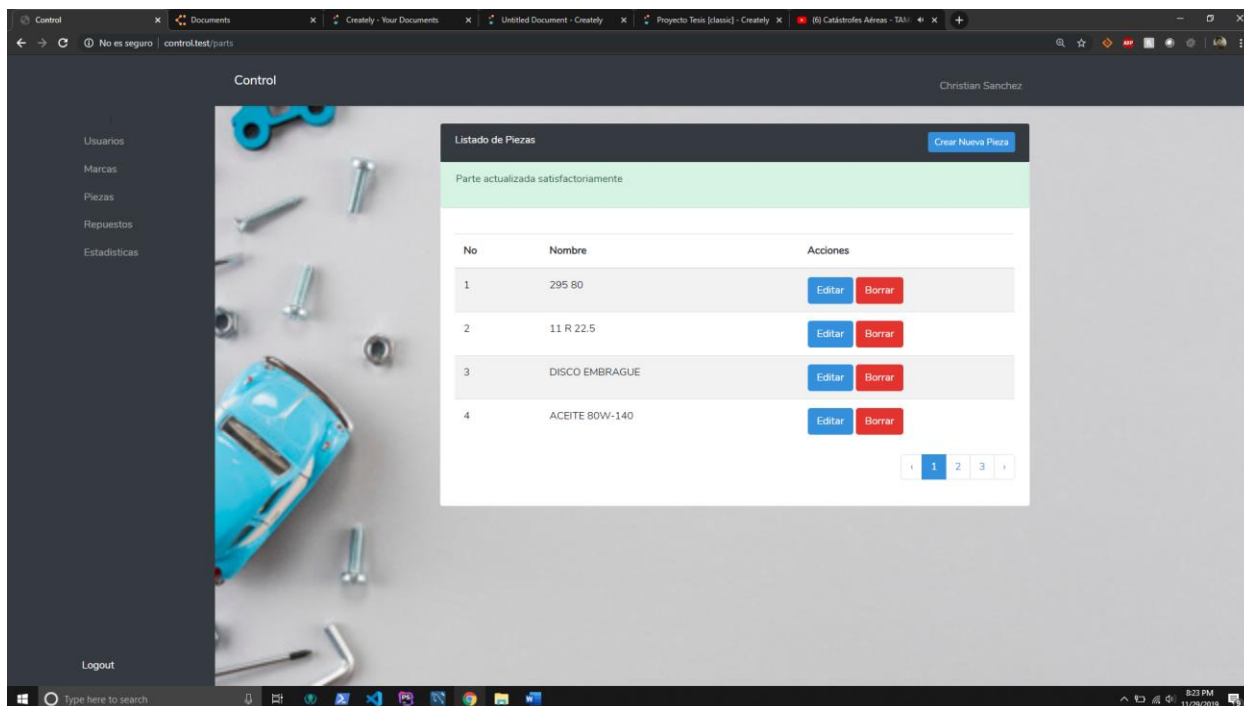 Control
Documents
Creately - Your Documents
Untitled Document - Creately
Proyecto Tesis [classic] - Creately
(6) Catástrofes Aéreas - TAM
No es seguro | control.test/parts
Control
Christian Sanchez
Usuarios
Marcas
Piezas
Repuestos
Estadisticas
Logout
Listado de Piezas
Crear Nueva Pieza
Parte actualizada satisfactoriamente
No Nombre Acciones
1 295 80 Editar Borrar
2 11 R 22.5 Editar Borrar
3 DISCO EMBRAGUE Editar Borrar
4 ACEITE 80W-140 Editar Borrar
‹ 1 2 3 ›
Type here to search
8:23 PM
11/29/2019